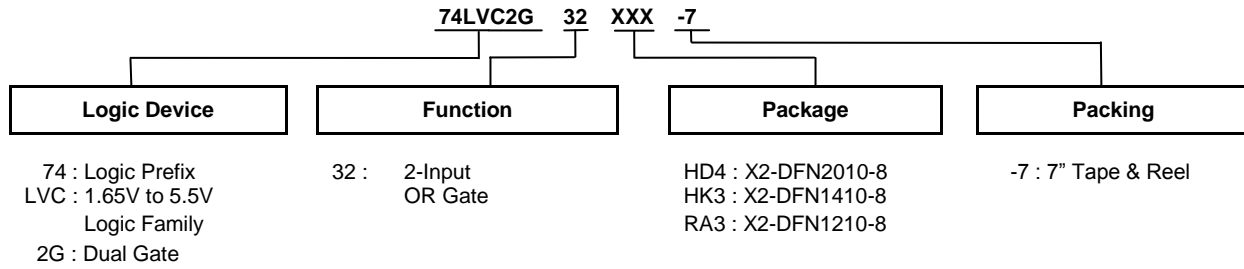 74LVC2G 32 XXX -7
Logic Device Function Package Packing
74 : Logic Prefix
LVC : 1.65V to 5.5V
Logic Family
2G : Dual Gate
32 : 2-Input
OR Gate
HD4 : X2-DFN2010-8
HK3 : X2-DFN1410-8
RA3 : X2-DFN1210-8
-7 : 7” Tape & Reel